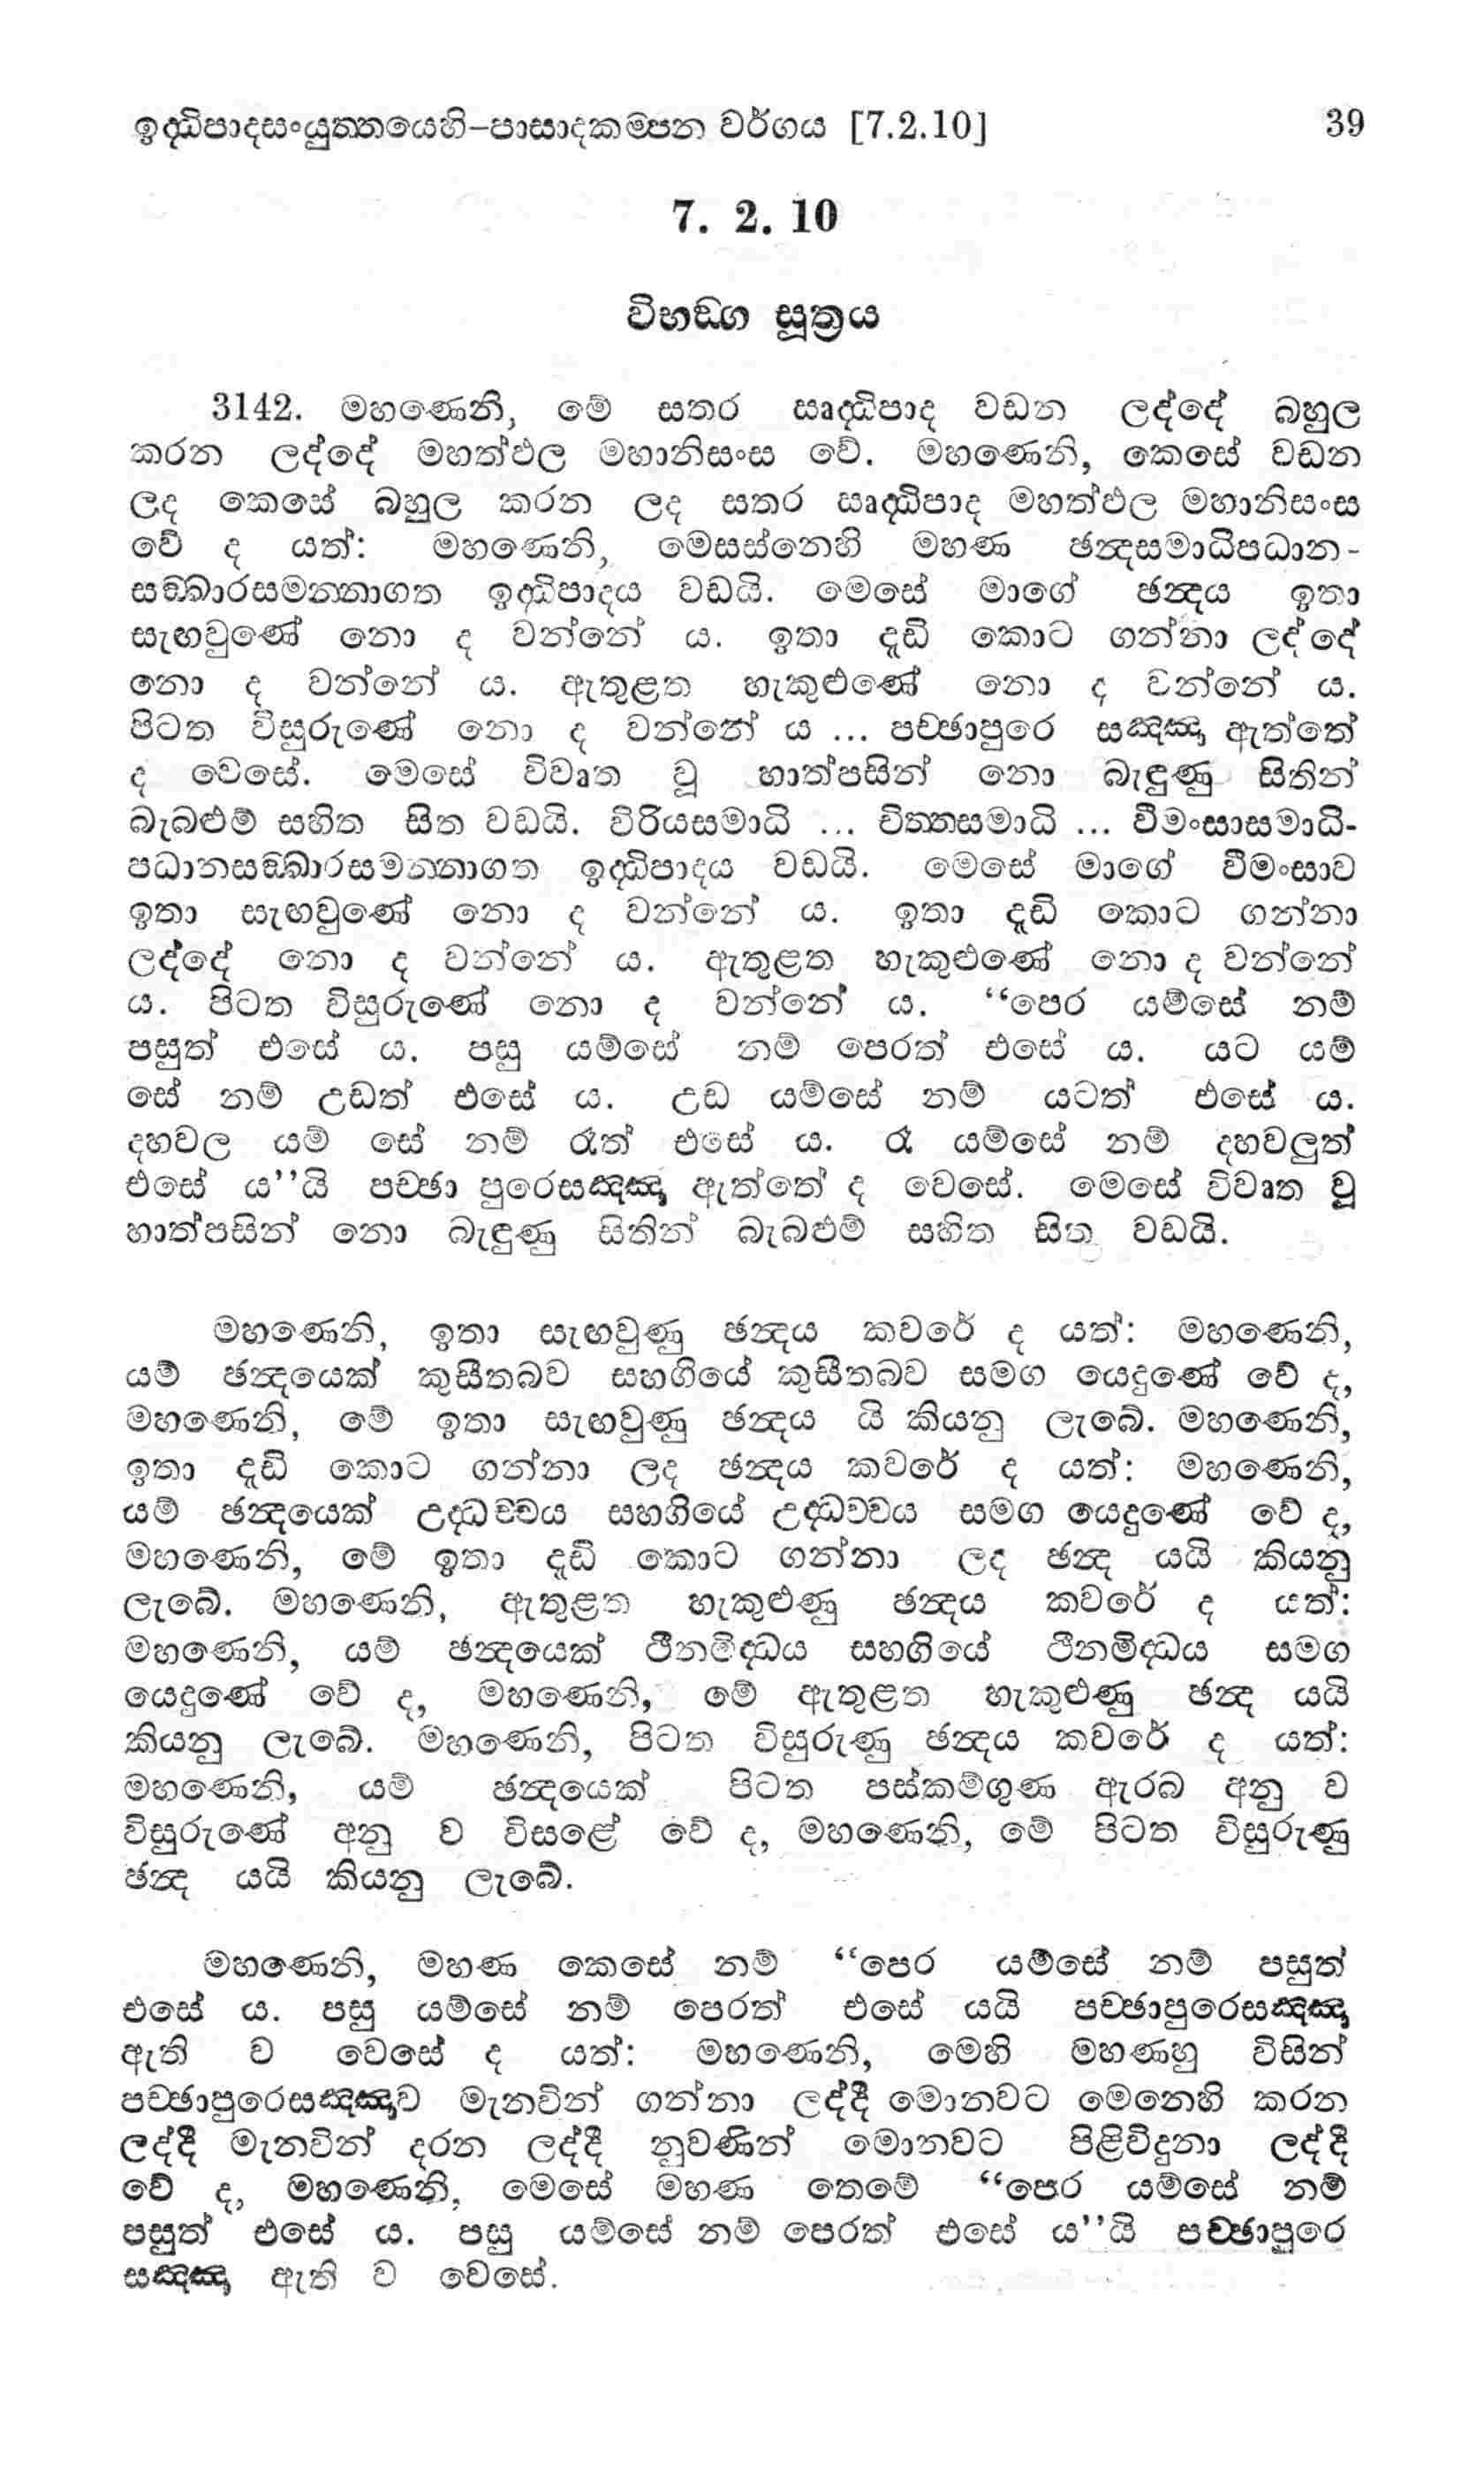 ඉද්ධිපාදසංයුත්තයෙහි–පාසාදකම්පන වර්ගය [7.2.10] 39
7. 2. 10
විභඞ්ග සූත්‍රය
3142. මහණෙනි, මේ සතර සෘද්ධිපාද වඩන ලද්දේ බහුල
කරන ලද්දේ මහත්ඵල මහානිසංස වේ. මහණෙනි, කෙසේ වඩන
ලද කෙසේ බහුල කරන ලද සතර සෘද්ධිපාද මහත්ඵල මහානිසංස
වේ ද යත්: මහණෙනි, මෙසස්නෙහි මහණ ඡන්දසමාධිපධාන-
සඞ්ඛාරසමන්නාගත ඉද්ධිපාදය වඩයි. මෙසේ මාගේ ඡන්දය ඉතා
සැඟවුණේ නො ද වන්නේ ය. ඉතා දැඩි කොට ගන්නා ලද්දේ
නො ද වන්නේ ය. ඇතුළත හැකුළුණේ නො ද වන්නේ ය.
පිටත විසුරුණේ නො ද වන්නේ ය ... පච්ඡාපුරෙ සඤ්ඤා ඇත්තේ
ද වෙසේ. මෙසේ විවෘත වූ හාත්පසින් නො බැඳුණු සිතින්
බැබළුම් සහිත සිත වඩයි. විරියසමාධි ... චිත්තසමාධි ... වීමංසාසමාධි-
පධානසඞ්ඛාරසමන්නාගත ඉද්ධිපාදය වඩයි. මෙසේ මාගේ වීමංසාව
ඉතා සැඟවුණේ නො ද වන්නේ ය. ඉතා දැඩි කොට ගන්නා
ලද්දේ නො ද වන්නේ ය. ඇතුළත හැකුළුණේ නො ද වන්නේ
ය. පිටත විසුරුණේ නො ද වන්නේ ය. “පෙර යම්සේ නම්
පසුත් එසේ ය. පසු යම්සේ නම් පෙරත් එසේ ය. යට යම්
සේ නම් උඩත් එසේ ය. උඩ යම්සේ නම් යටත් එසේ ය.
දහවල යම් සේ නම් රෑත් එසේ ය. රෑ යම්සේ නම් දහවලුත්
එසේ ය”යි පච්ඡා පුරෙසඤ්ඤා ඇත්තේ ද වෙසේ. මෙසේ විවෘත වූ
හාත්පසින් නො බැඳුණු සිතින් බැබළුම් සහිත සිත වඩයි.
මහණෙනි, ඉතා සැඟවුණු ඡන්දය කවරේ ද යත්: මහණෙනි,
යම් ඡන්දයෙක් කුසීතබව සහගියේ කුසීතබව සමග යෙදුණේ වේ ද,
මහණෙනි, මේ ඉතා සැඟවුණු ඡන්දය යි කියනු ලැබේ. මහණෙනි,
ඉතා දැඩි කොට ගන්නා ලද ඡන්දය කවරේ ද යත්: මහණෙනි,
යම් ඡන්දයෙක් උද්ධච්චය සහගියේ උද්ධච්චය සමග යෙදුණේ වේ ද,
මහණෙනි, මේ ඉතා දැඩි කොට ගන්නා ලද ඡන්ද යයි කියනු
ලැබේ. මහණෙනි, ඇතුළත හැකුළුණු ඡන්දය කවරේ ද යත්:
මහණෙනි, යම් ඡන්දයෙක් ථීනමිද්ධය සහගියේ ථීනමිද්ධය සමග
යෙදුණේ වේ ද, මහණෙනි, මේ ඇතුළත හැකුළුණු ඡන්ද යයි
කියනු ලැබේ. මහණෙනි, පිටත විසුරුණු ඡන්දය කවරේ ද යත්:
මහණෙනි, යම් ඡන්දයෙක් පිටත පස්කම්ගුණ ඇරබ අනු ව
විසුරුණේ අනු ව විසළේ වේ ද, මහණෙනි, මේ පිටත විසුරුණු
ඡන්ද යයි කියනු ලැබේ.
මහණෙනි, මහණ කෙසේ නම් “පෙර යම්සේ නම් පසුත්
එසේ ය. පසු යම්සේ නම් පෙරත් එසේ යයි පච්ඡාපුරෙසඤ්ඤා
ඇති ව වෙසේ ද යත්: මහණෙනි, මෙහි මහණහු විසින්
පච්ඡාපුරෙසඤ්ඤාව මැනවින් ගන්නා ලද්දී මොනවට මෙනෙහි කරන
ලද්දී මැනවින් දරන ලද්දී නුවණින් මොනවට පිළිවිදුනා ලද්දී
වේ ද, මහණෙනි, මෙසේ මහණ තෙමේ “පෙර යම්සේ නම්
පසුත් එසේ ය. පසු යම්සේ නම් පෙරත් එසේ ය”යි පච්ඡාපුරෙ
සඤ්ඤා ඇති ව වෙසේ.